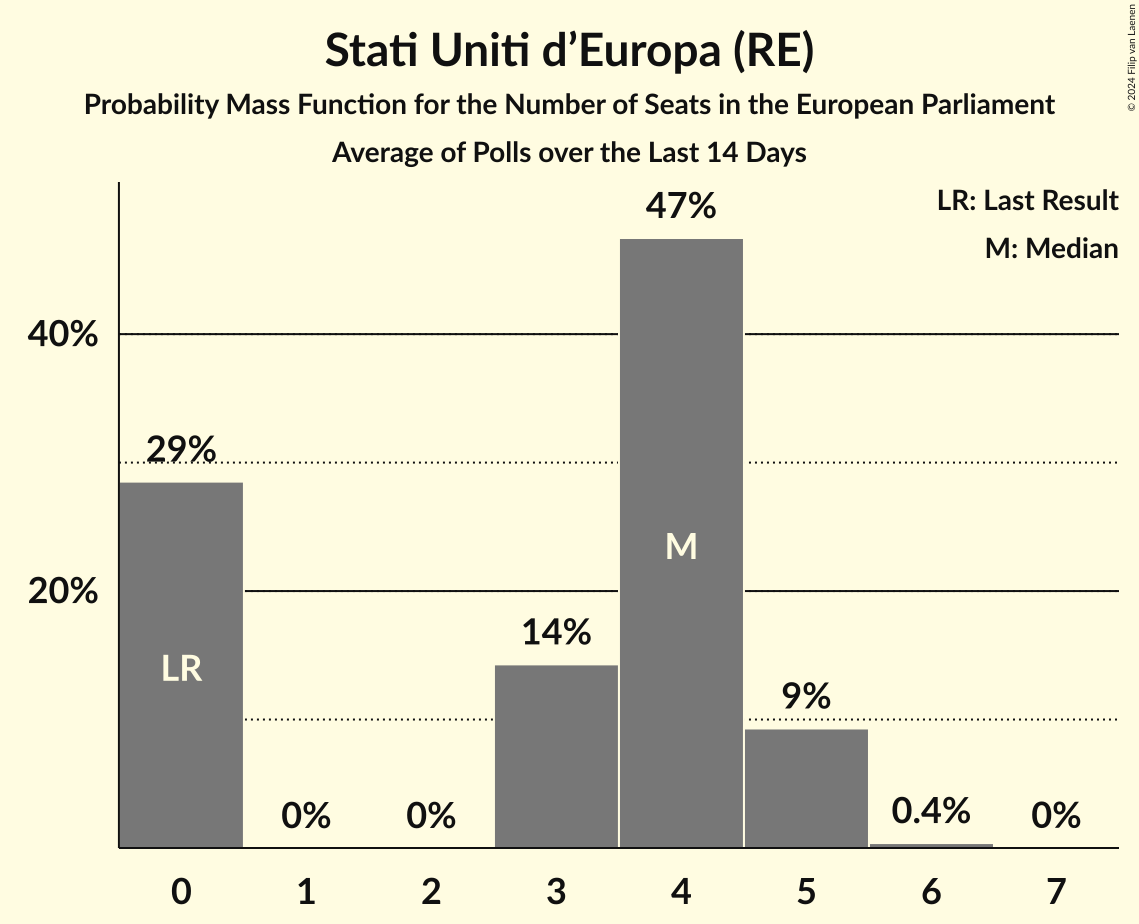 Stati Uniti d’Europa (RE)
Probability Mass Function for the Number of Seats in the European Parliament
Average of Polls over the Last 14 Days
© 2024 Filip van Laenen
LR: Last Result
M: Median
47%
40%
29%
M
20%
14%
LR
9%
0%
0%
0.4%
0%
0
1
2
3
4
5
6
7